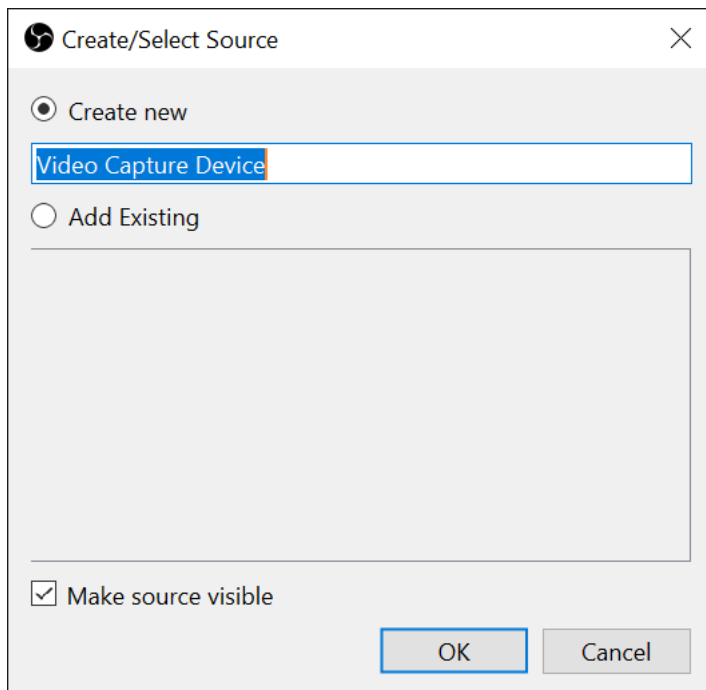 Create/Select Source
Create new
Video Capture Device
Add Existing
Make source visible
OK
Cancel